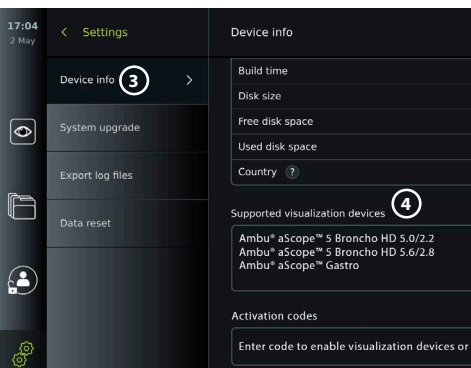 17:04
2 May
< Settings
Device info
Device info 3 >
System upgrade
Export log files
Data reset
Build time
Disk size
Free disk space
Used disk space
Country ?
Supported visualization devices 4
Ambu® aScope™ 5 Broncho HD 5.0/2.2
Ambu® aScope™ 5 Broncho HD 5.6/2.8
Ambu® aScope™ Gastro
Activation codes
Enter code to enable visualization devices or